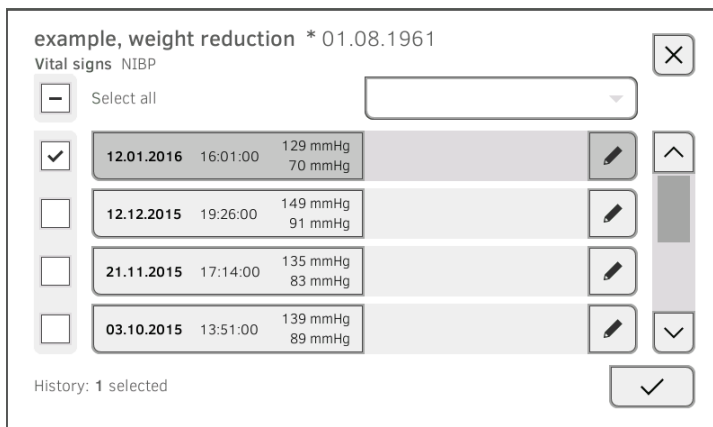 example, weight reduction * 01.08.1961
Vital signs NIBP
Select all
12.01.2016 16:01:00 129 mmHg
70 mmHg
12.12.2015 19:26:00 149 mmHg
91 mmHg
21.11.2015 17:14:00 135 mmHg
83 mmHg
03.10.2015 13:51:00 139 mmHg
89 mmHg
History: 1 selected